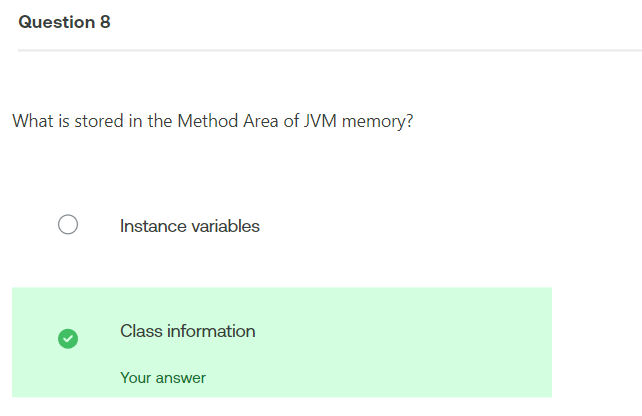 Question 8
What is stored in the Method Area of JVM memory?
Instance variables
Class information
Your answer